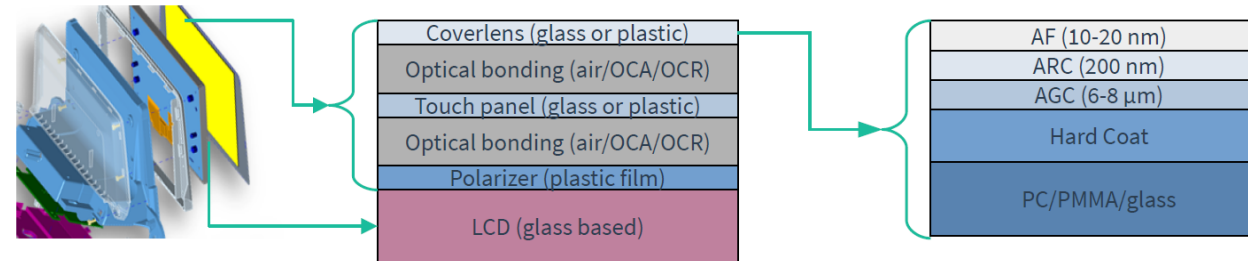 Coverlens (glass or plastic)
Optical bonding (air/OCA/OCR)
Touch panel (glass or plastic)
Optical bonding (air/OCA/OCR)
Polarizer (plastic film)
LCD (glass based)
AF (10-20 nm)
ARC (200 nm)
AGC (6-8 μm)
Hard Coat
PC/PMMA/glass